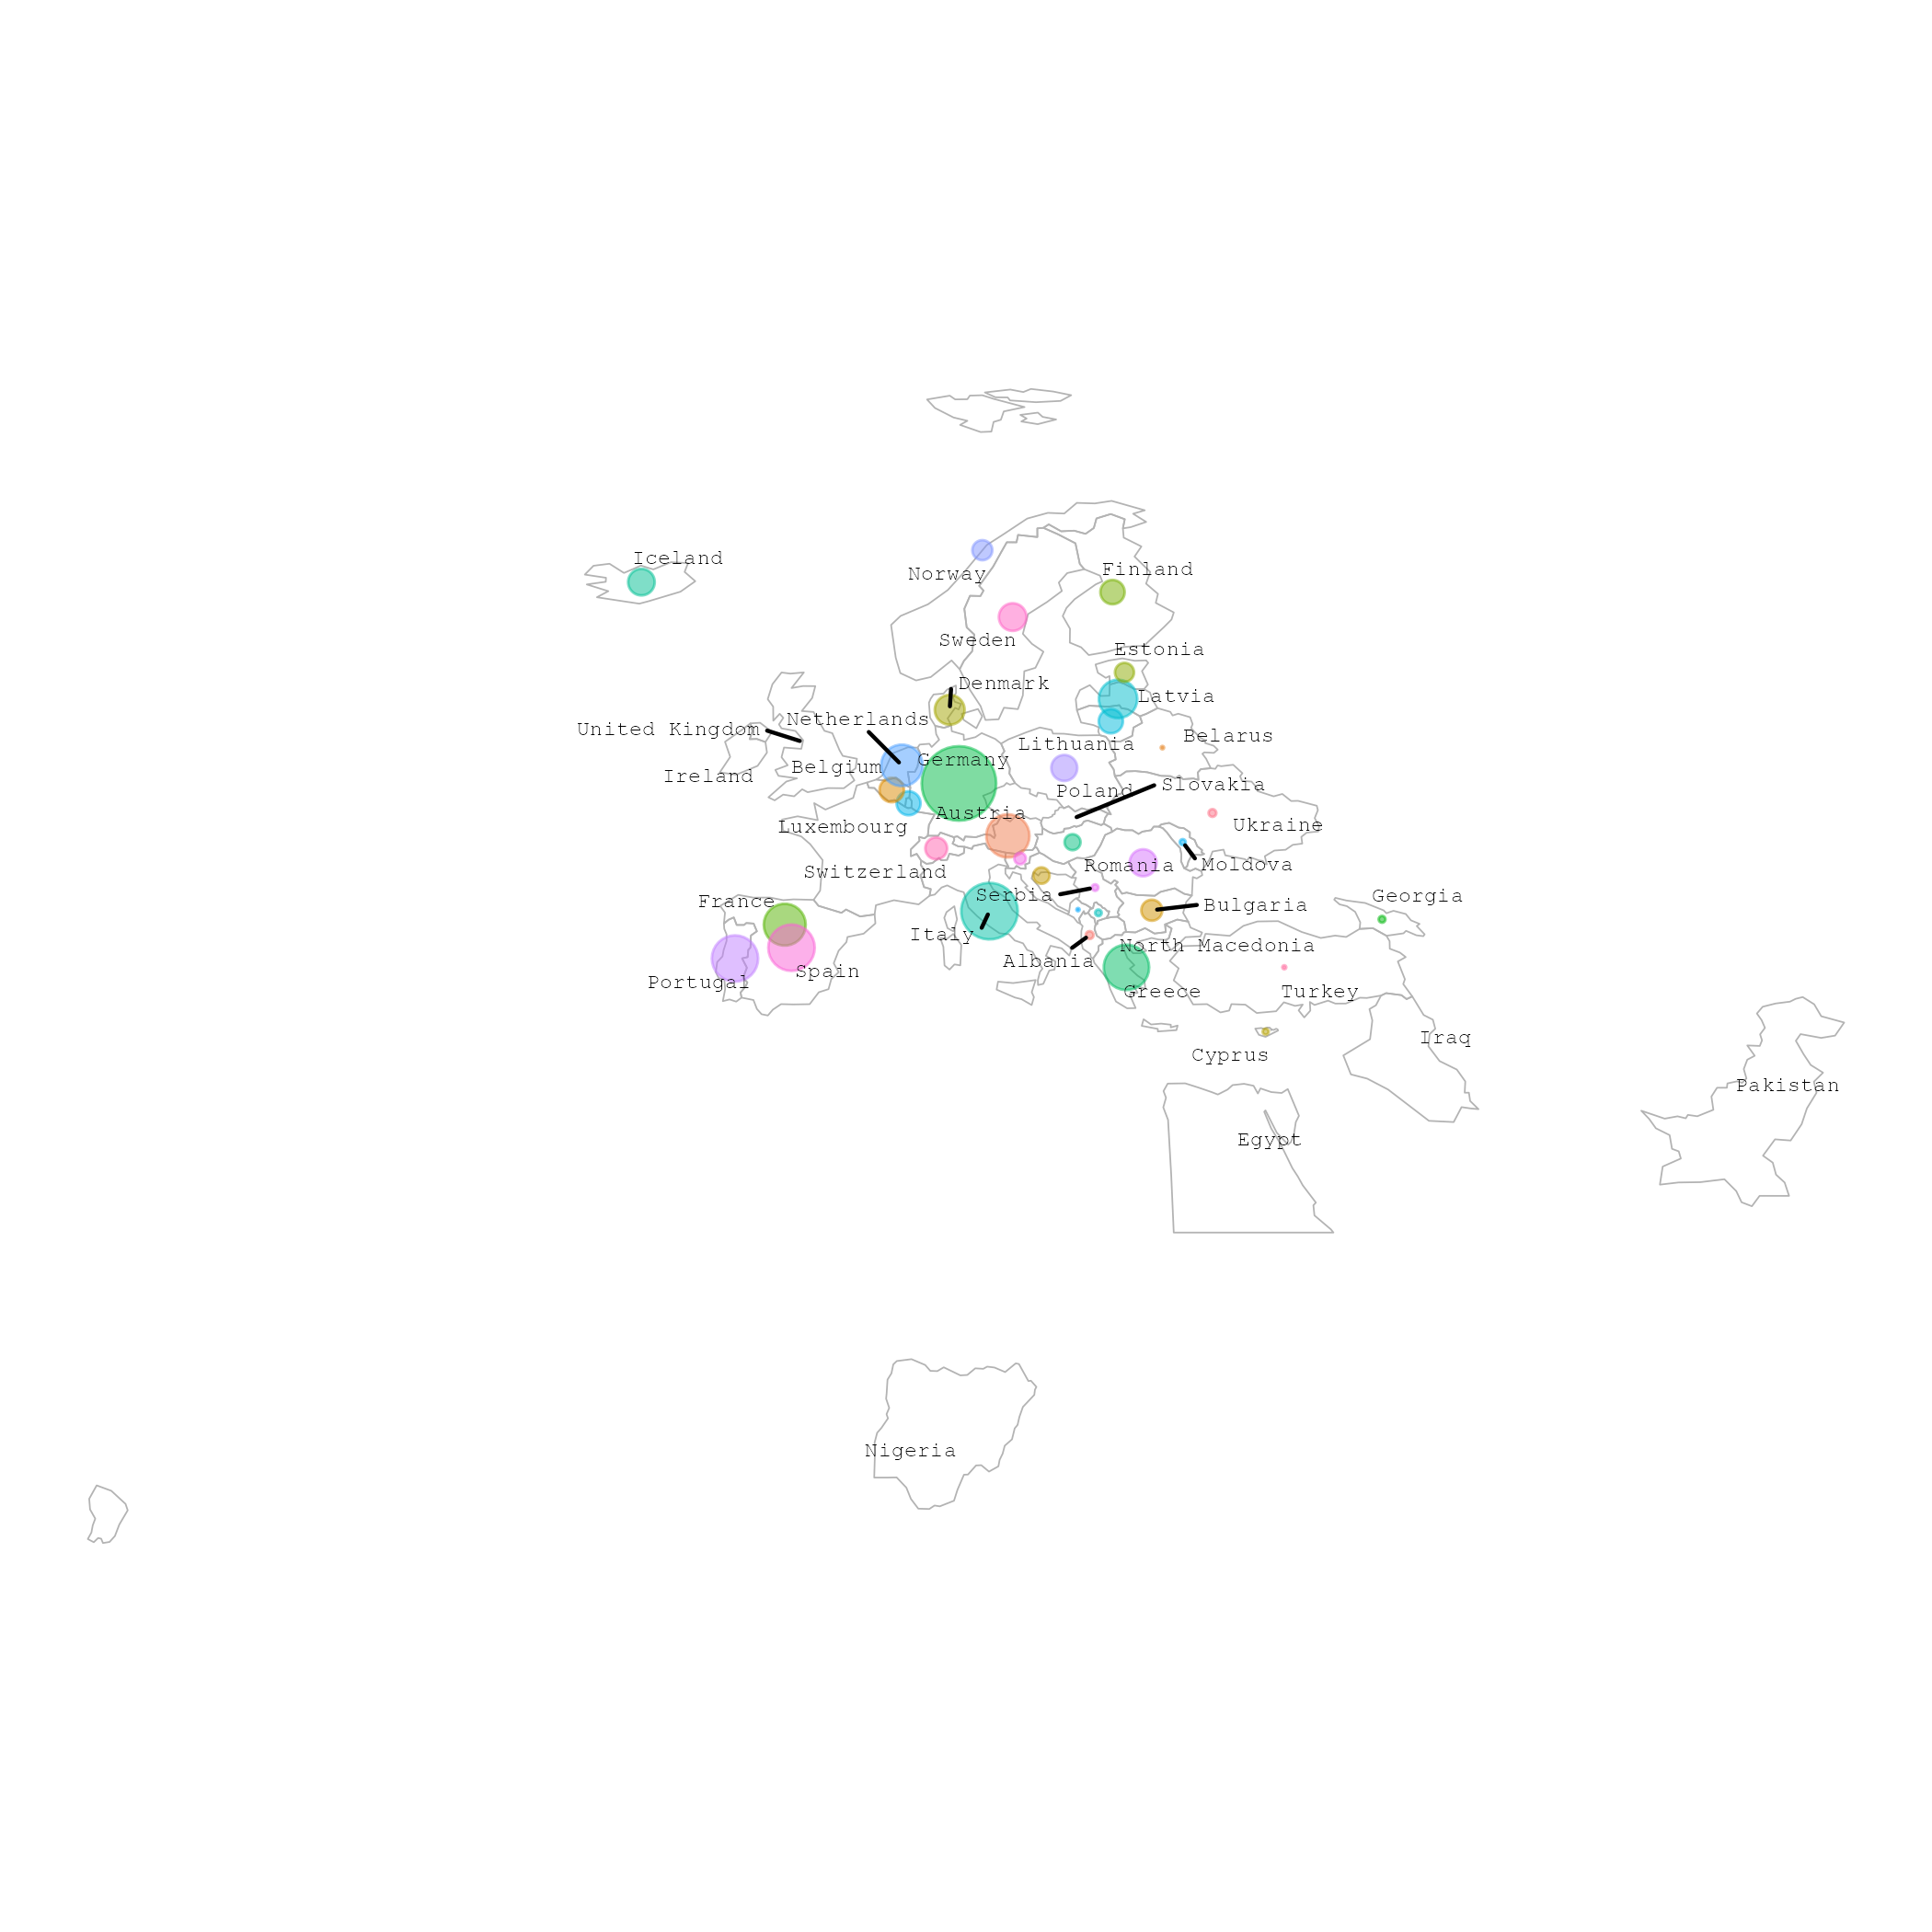 Iceland
Finland
Norway
Sweden
Estonia
Denmark
Latvia
Netherlands
United Kingdom
Belarus
Lithuania
Germany
Belgium
Ireland
Slovakia
Poland
Austria
Ukraine
Luxembourg
Romania
Moldova
Switzerland
Serbia
Georgia
France
Bulgaria
Italy
North Macedonia
Albania
Spain
Portugal
Greece
Turkey
Iraq
Cyprus
Pakistan
Egypt
Nigeria